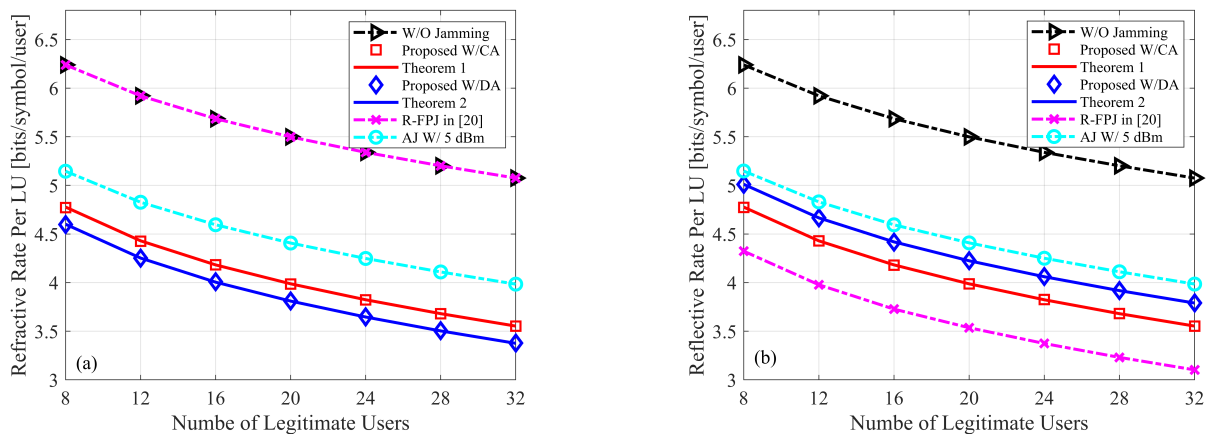 Refractive Rate Per LU [bits/symbol/user]
6.5
6
5.5
5
4.5
4
3.5
3
W/O Jamming
Proposed W/CA
Theorem 1
Proposed W/DA
Theorem 2
R-FPJ in [20]
AJ W/ 5 dBm
(a)
8 12 16 20 24 28 32
Numbe of Legitimate Users
Reflective Rate Per LU [bits/symbol/user]
6.5
6
5.5
5
4.5
4
3.5
3
W/O Jamming
Proposed W/CA
Theorem 1
Proposed W/DA
Theorem 2
R-FPJ in [20]
AJ W/ 5 dBm
(b)
8 12 16 20 24 28 32
Numbe of Legitimate Users